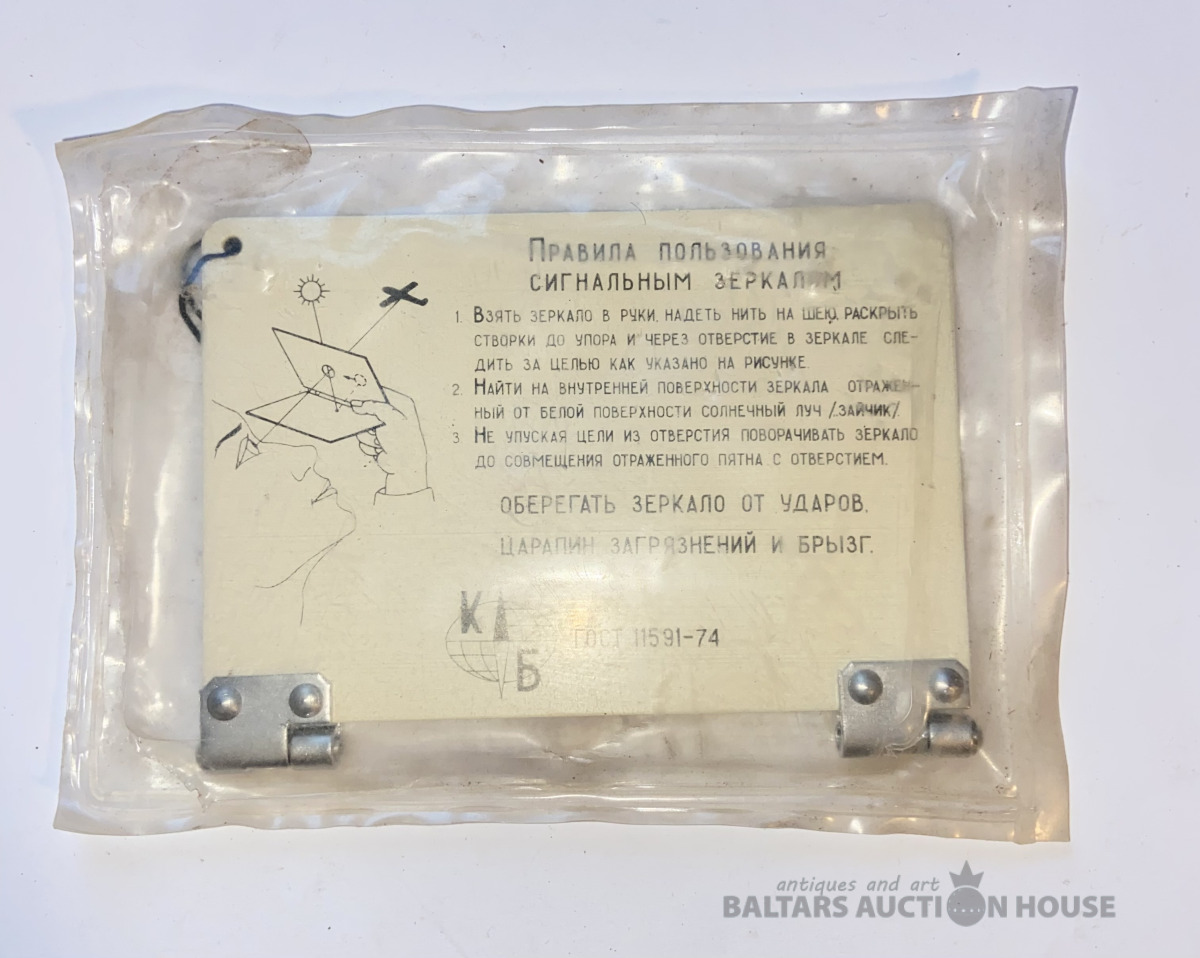 Правила пользования
сигнальным зеркалом
1. Взять зеркало в руки, надеть нить на шею, раскрыть
створки до упора и через отверстие в зеркале сле-
дить за целью как указано на рисунке.
2. Найти на внутренней поверхности зеркала отражен-
ный от белой поверхности солнечный луч /зайчик/.
3. Не упуская цели из отверстия поворачивать зеркало
до совмещения отраженного пятна с отверстием.
ОБЕРЕГАТЬ ЗЕРКАЛО ОТ УДАРОВ,
ЦАРАПИН ЗАГРЯЗНЕНИЙ И БРЫЗГ.
К
Б
ГОСТ 11591-74
antiques and art
BALTARS AUCTION HOUSE